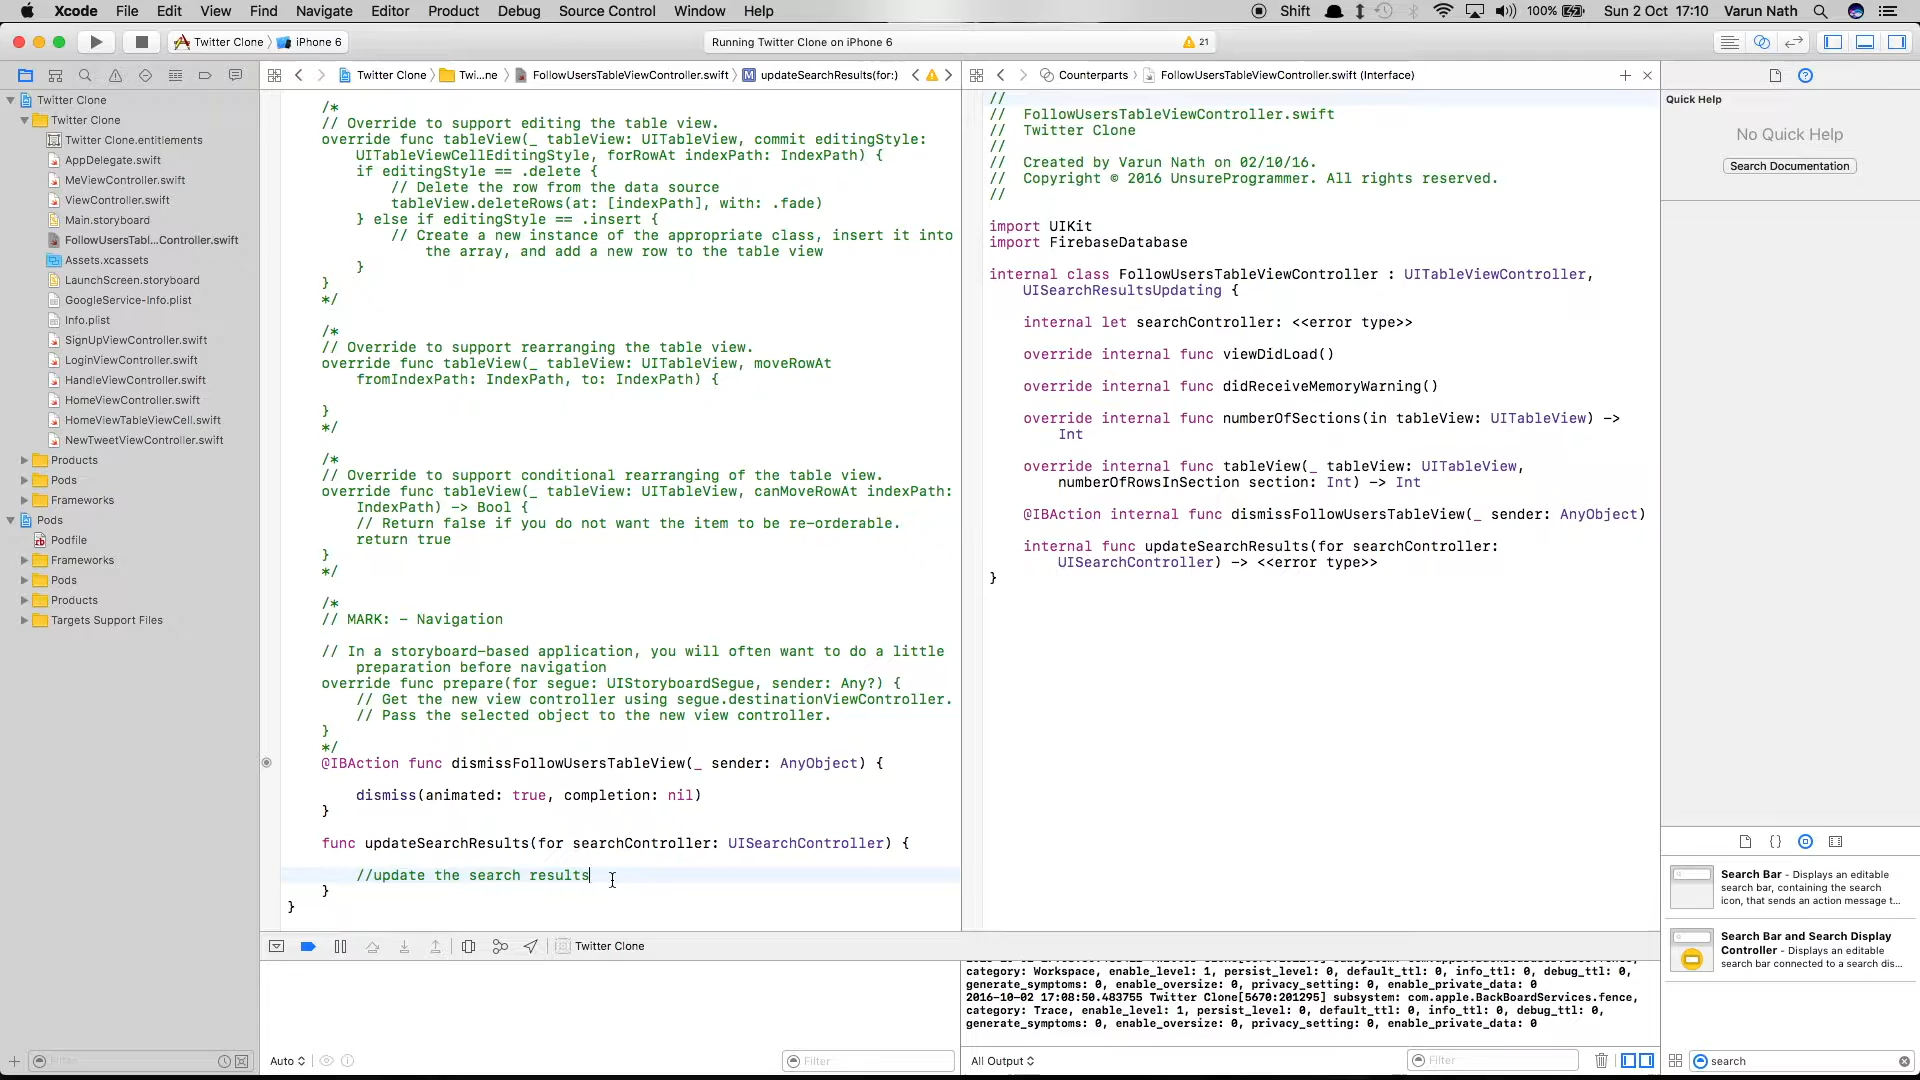 Xcode File Edit View Find Navigate Editor Product Debug Source Control Window Help
Shift 100% Sun 2 Oct 17:10 Varun Nath
Twitter Clone iPhone 6
Running Twitter Clone on iPhone 6
21
Twitter Clone Twi...ne FollowUsersTableViewController.swift updateSearchResults(for:)
Counterparts FollowUsersTableViewController.swift (Interface)
Twitter Clone
Twitter Clone
Twitter Clone.entitlements
AppDelegate.swift
MeViewController.swift
ViewController.swift
Main.storyboard
FollowUsersTabl...Controller.swift
Assets.xcassets
LaunchScreen.storyboard
GoogleService-Info.plist
Info.plist
SignUpViewController.swift
LoginViewController.swift
HandleViewController.swift
HomeViewController.swift
HomeViewTableViewCell.swift
NewTweetViewController.swift
Products
Pods
Frameworks
Pods
Podfile
Frameworks
Pods
Products
Targets Support Files
Filter
/*
// Override to support editing the table view.
override func tableView(_ tableView: UITableView, commit editingStyle:
UITableViewCellEditingStyle, forRowAt indexPath: IndexPath) {
if editingStyle == .delete {
// Delete the row from the data source
tableView.deleteRows(at: [indexPath], with: .fade)
} else if editingStyle == .insert {
// Create a new instance of the appropriate class, insert it into
the array, and add a new row to the table view
}
}
*/
/*
// Override to support rearranging the table view.
override func tableView(_ tableView: UITableView, moveRowAt
fromIndexPath: IndexPath, to: IndexPath) {
}
*/
/*
// Override to support conditional rearranging of the table view.
override func tableView(_ tableView: UITableView, canMoveRowAt indexPath:
IndexPath) -> Bool {
// Return false if you do not want the item to be re-orderable.
return true
}
*/
/*
// MARK: - Navigation
// In a storyboard-based application, you will often want to do a little
preparation before navigation
override func prepare(for segue: UIStoryboardSegue, sender: Any?) {
// Get the new view controller using segue.destinationViewController.
// Pass the selected object to the new view controller.
}
*/
@IBAction func dismissFollowUsersTableView(_ sender: AnyObject) {
dismiss(animated: true, completion: nil)
}
func updateSearchResults(for searchController: UISearchController) {
//update the search results
}
}
//
// FollowUsersTableViewController.swift
// Twitter Clone
//
// Created by Varun Nath on 02/10/16.
// Copyright © 2016 UnsureProgrammer. All rights reserved.
//
import UIKit
import FirebaseDatabase
internal class FollowUsersTableViewController : UITableViewController,
UISearchResultsUpdating {
internal let searchController: <<error type>>
override internal func viewDidLoad()
override internal func didReceiveMemoryWarning()
override internal func numberOfSections(in tableView: UITableView) ->
Int
override internal func tableView(_ tableView: UITableView,
numberOfRowsInSection section: Int) -> Int
@IBAction internal func dismissFollowUsersTableView(_ sender: AnyObject)
internal func updateSearchResults(for searchController:
UISearchController) -> <<error type>>
}
Quick Help
No Quick Help
Search Documentation
Search Bar - Displays an editable
search bar, containing the search
icon, that sends an action message t...
Search Bar and Search Display
Controller - Displays an editable
search bar connected to a search dis...
search
Twitter Clone
category: Workspace, enable_level: 1, persist_level: 0, default_ttl: 0, info_ttl: 0, debug_ttl: 0,
generate_symptoms: 0, enable_oversize: 0, privacy_setting: 0, enable_private_data: 0
2016-10-02 17:08:50.483755 Twitter Clone[5670:201295] subsystem: com.apple.BackBoardServices.fence,
category: Trace, enable_level: 1, persist_level: 0, default_ttl: 0, info_ttl: 0, debug_ttl: 0,
generate_symptoms: 0, enable_oversize: 0, privacy_setting: 0, enable_private_data: 0
Auto
Filter
All Output
Filter